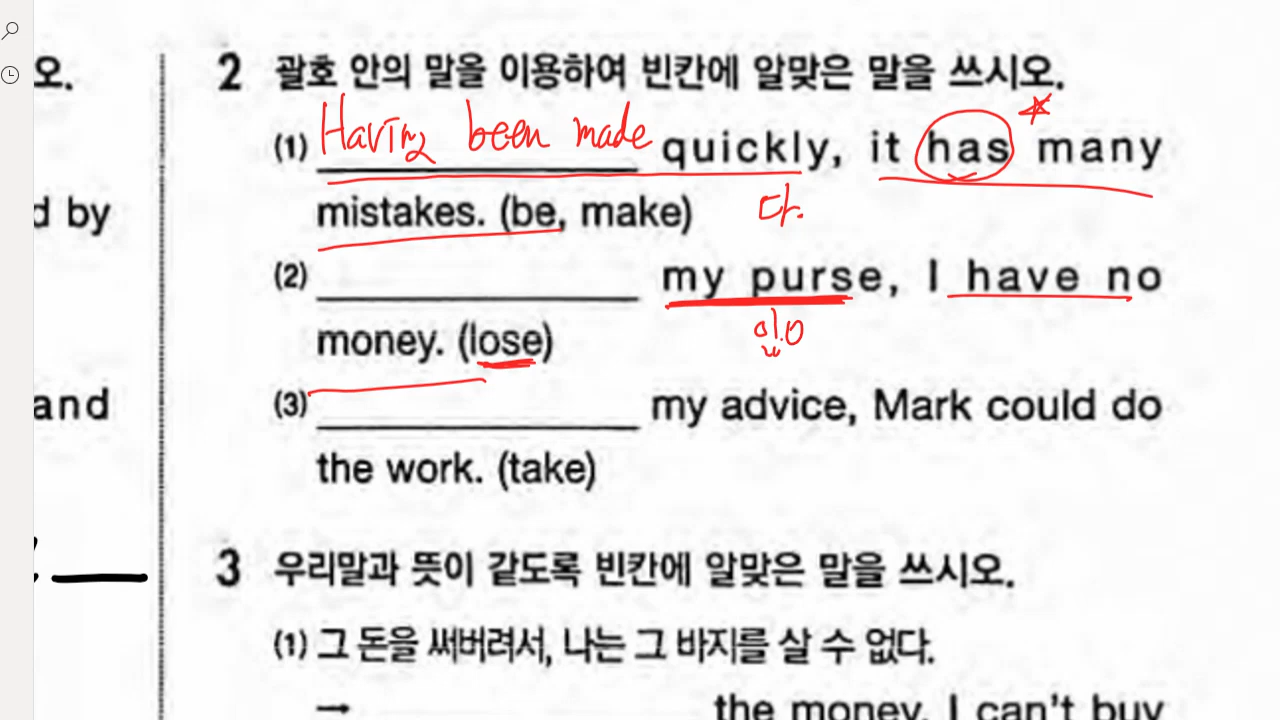 오.
d by
and
2 괄호 안의 말을 이용하여 빈칸에 알맞은 말을 쓰시오.
(1) Having been made quickly, it has many
mistakes. (be, make)
다.
(2) my purse, I have no
money. (lose)
(3) my advice, Mark could do
the work. (take)
3 우리말과 뜻이 같도록 빈칸에 알맞은 말을 쓰시오.
(1) 그 돈을 써버려서, 나는 그 바지를 살 수 없다.
→ the money, I can't buy